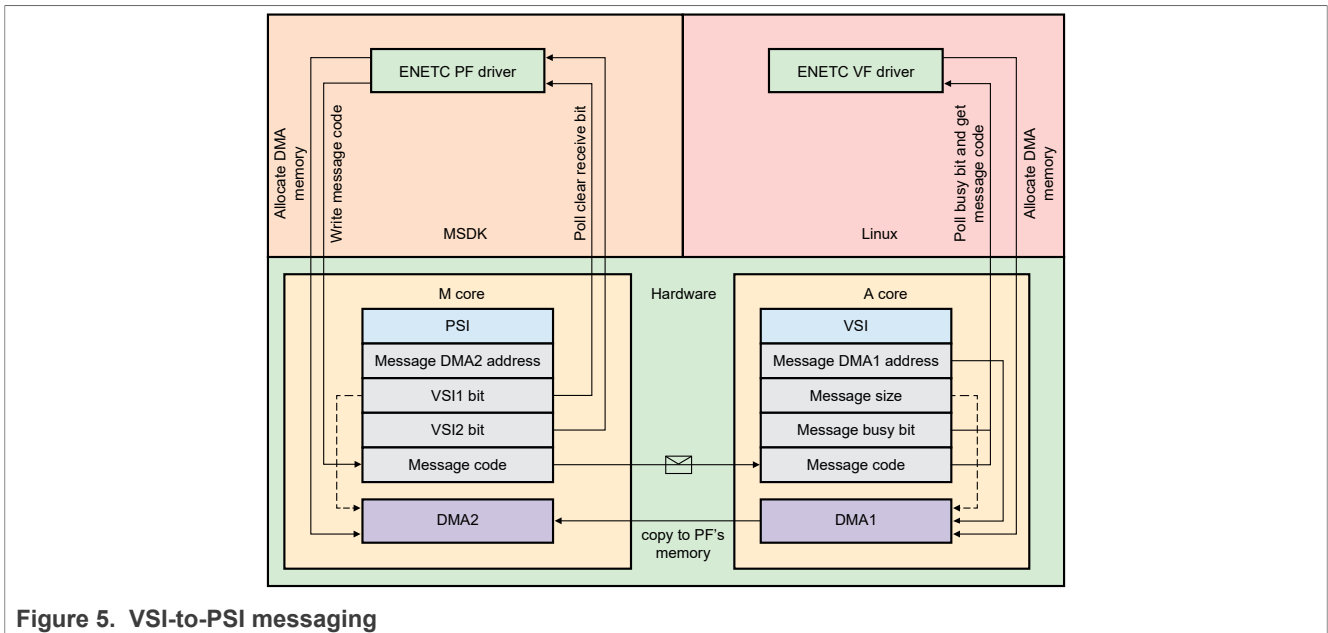 ENETC PF driver
ENETC VF driver
Allocate DMA
memory
Write message code
Poll clear receive bit
Poll busy bit and get
message code
Allocate DMA
memory
MSDK
Linux
M core
Hardware
A core
PSI
VSI
Message DMA2 address
Message DMA1 address
VSI1 bit
Message size
VSI2 bit
Message busy bit
Message code
Message code
DMA2
DMA1
copy to PF's
memory
Figure 5. VSI-to-PSI messaging